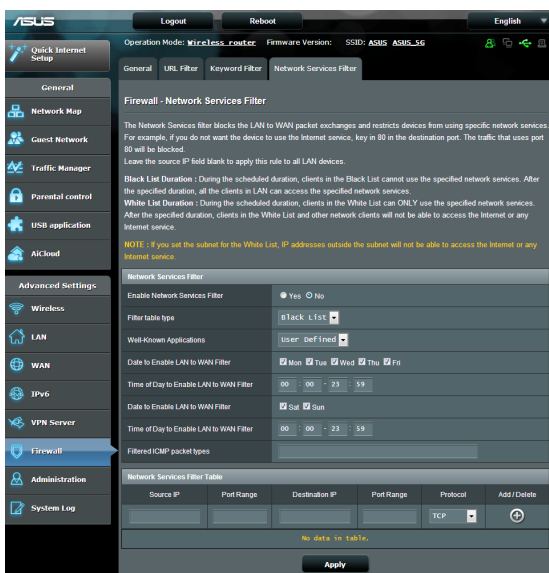 ASUS
Logout
Reboot
English
Operation Mode: Wireless router Firmware Version: SSID: ASUS ASUS_5G
Quick Internet
Setup
General
Network Map
Guest Network
Traffic Manager
Parental control
USB application
AiCloud
Advanced Settings
Wireless
LAN
WAN
IPv6
VPN Server
Firewall
Administration
System Log
General URL Filter Keyword Filter Network Services Filter
Firewall - Network Services Filter
The Network Services filter blocks the LAN to WAN packet exchanges and restricts devices from using specific network services.
For example, if you do not want the device to use the Internet service, key in 80 in the destination port. The traffic that uses port
80 will be blocked.
Leave the source IP field blank to apply this rule to all LAN devices.
Black List Duration : During the scheduled duration, clients in the Black List cannot use the specified network services. After
the specified duration, all the clients in LAN can access the specified network services.
White List Duration : During the scheduled duration, clients in the White List can ONLY use the specified network services.
After the specified duration, clients in the White List and other network clients will not be able to access the Internet or any
Internet service.
NOTE : If you set the subnet for the White List, IP addresses outside the subnet will not be able to access the Internet or any
Internet service.
Network Services Filter
Enable Network Services Filter Yes No
Filter table type Black List
Well-Known Applications User Defined
Date to Enable LAN to WAN Filter Mon Tue Wed Thu Fri
Time of Day to Enable LAN to WAN Filter 00 : 00 - 23 : 59
Date to Enable LAN to WAN Filter Sat Sun
Time of Day to Enable LAN to WAN Filter 00 : 00 - 23 : 59
Filtered ICMP packet types
Network Services Filter Table
Source IP Port Range Destination IP Port Range Protocol Add / Delete
TCP
No data in table.
Apply